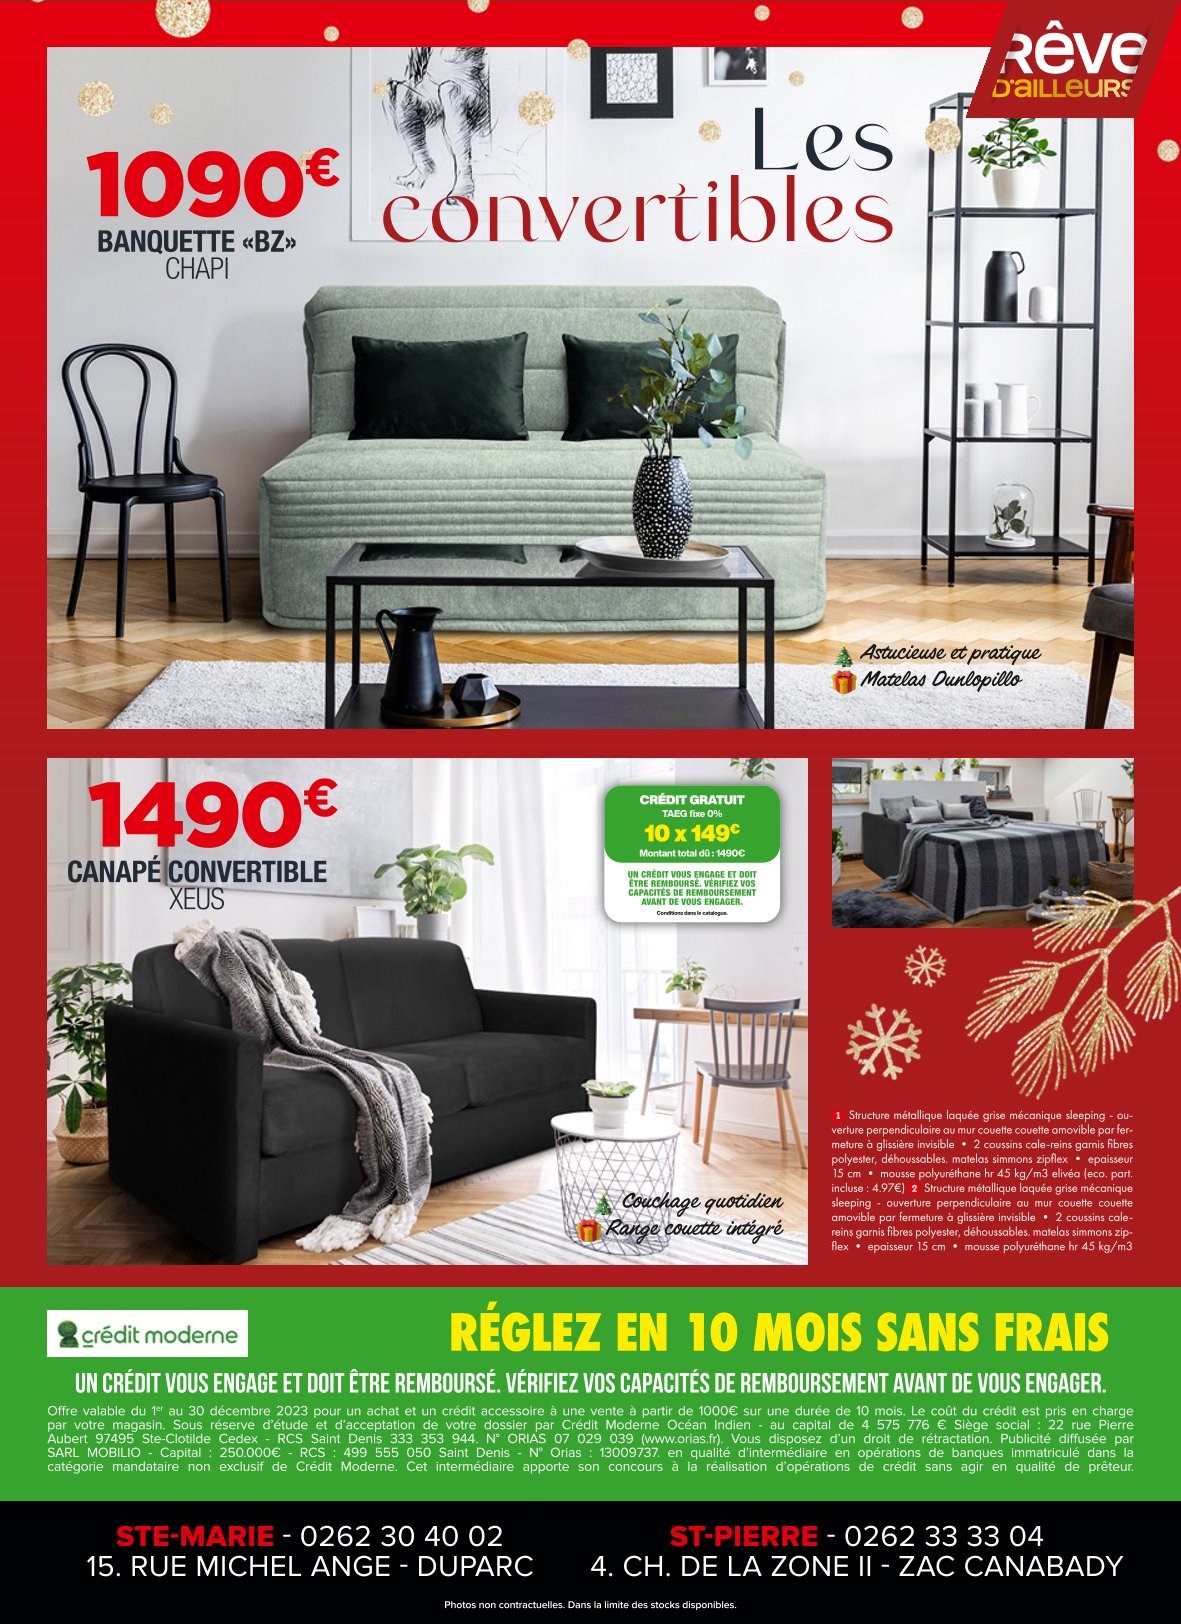 Rêve
D'AILLEURS
Les
convertibles
1090€
BANQUETTE «BZ»
CHAPI
Astucieuse et pratique
Matelas Dunlopillo
1490€
CANAPÉ CONVERTIBLE
XEUS
CRÉDIT GRATUIT
TAEG fixe 0%
10 x 149€
Montant total dû : 1490€
UN CRÉDIT VOUS ENGAGE ET DOIT
ÊTRE REMBOURSÉ. VÉRIFIEZ VOS
CAPACITÉS DE REMBOURSEMENT
AVANT DE VOUS ENGAGER.
Conditions dans le catalogue.
Couchage quotidien
Range couette intégré
1 Structure métallique laquée grise mécanique sleeping - ou-
verture perpendiculaire au mur couette couette amovible par fer-
meture à glissière invisible • 2 coussins cale-reins garnis fibres
polyester, déhoussables. matelas simmons zipflex • epaisseur
15 cm • mousse polyuréthane hr 45 kg/m3 elivéa (eco. part.
incluse : 4.97€) 2 Structure métallique laquée grise mécanique
sleeping - ouverture perpendiculaire au mur couette couette
amovible par fermeture à glissière invisible • 2 coussins cale-
reins garnis fibres polyester, déhoussables. matelas simmons zip-
flex • epaisseur 15 cm • mousse polyuréthane hr 45 kg/m3
crédit moderne
RÉGLEZ EN 10 MOIS SANS FRAIS
UN CRÉDIT VOUS ENGAGE ET DOIT ÊTRE REMBOURSÉ. VÉRIFIEZ VOS CAPACITÉS DE REMBOURSEMENT AVANT DE VOUS ENGAGER.
Offre valable du 1er au 30 décembre 2023 pour un achat et un crédit accessoire à une vente à partir de 1000€ sur une durée de 10 mois. Le coût du crédit est pris en charge
par votre magasin. Sous réserve d'étude et d'acceptation de votre dossier par Crédit Moderne Océan Indien - au capital de 4 575 776 € Siège social : 22 rue Pierre
Aubert 97495 Ste-Clotilde Cedex - RCS Saint Denis 333 353 944. N° ORIAS 07 029 039 (www.orias.fr). Vous disposez d'un droit de rétractation. Publicité diffusée par
SARL MOBILIO - Capital : 250.000€ - RCS : 499 555 050 Saint Denis - N° Orias : 13009737. en qualité d'intermédiaire en opérations de banques immatriculé dans la
catégorie mandataire non exclusif de Crédit Moderne. Cet intermédiaire apporte son concours à la réalisation d'opérations de crédit sans agir en qualité de prêteur.
STE-MARIE - 0262 30 40 02
15. RUE MICHEL ANGE - DUPARC
ST-PIERRE - 0262 33 33 04
4. CH. DE LA ZONE II - ZAC CANABADY
Photos non contractuelles. Dans la limite des stocks disponibles.